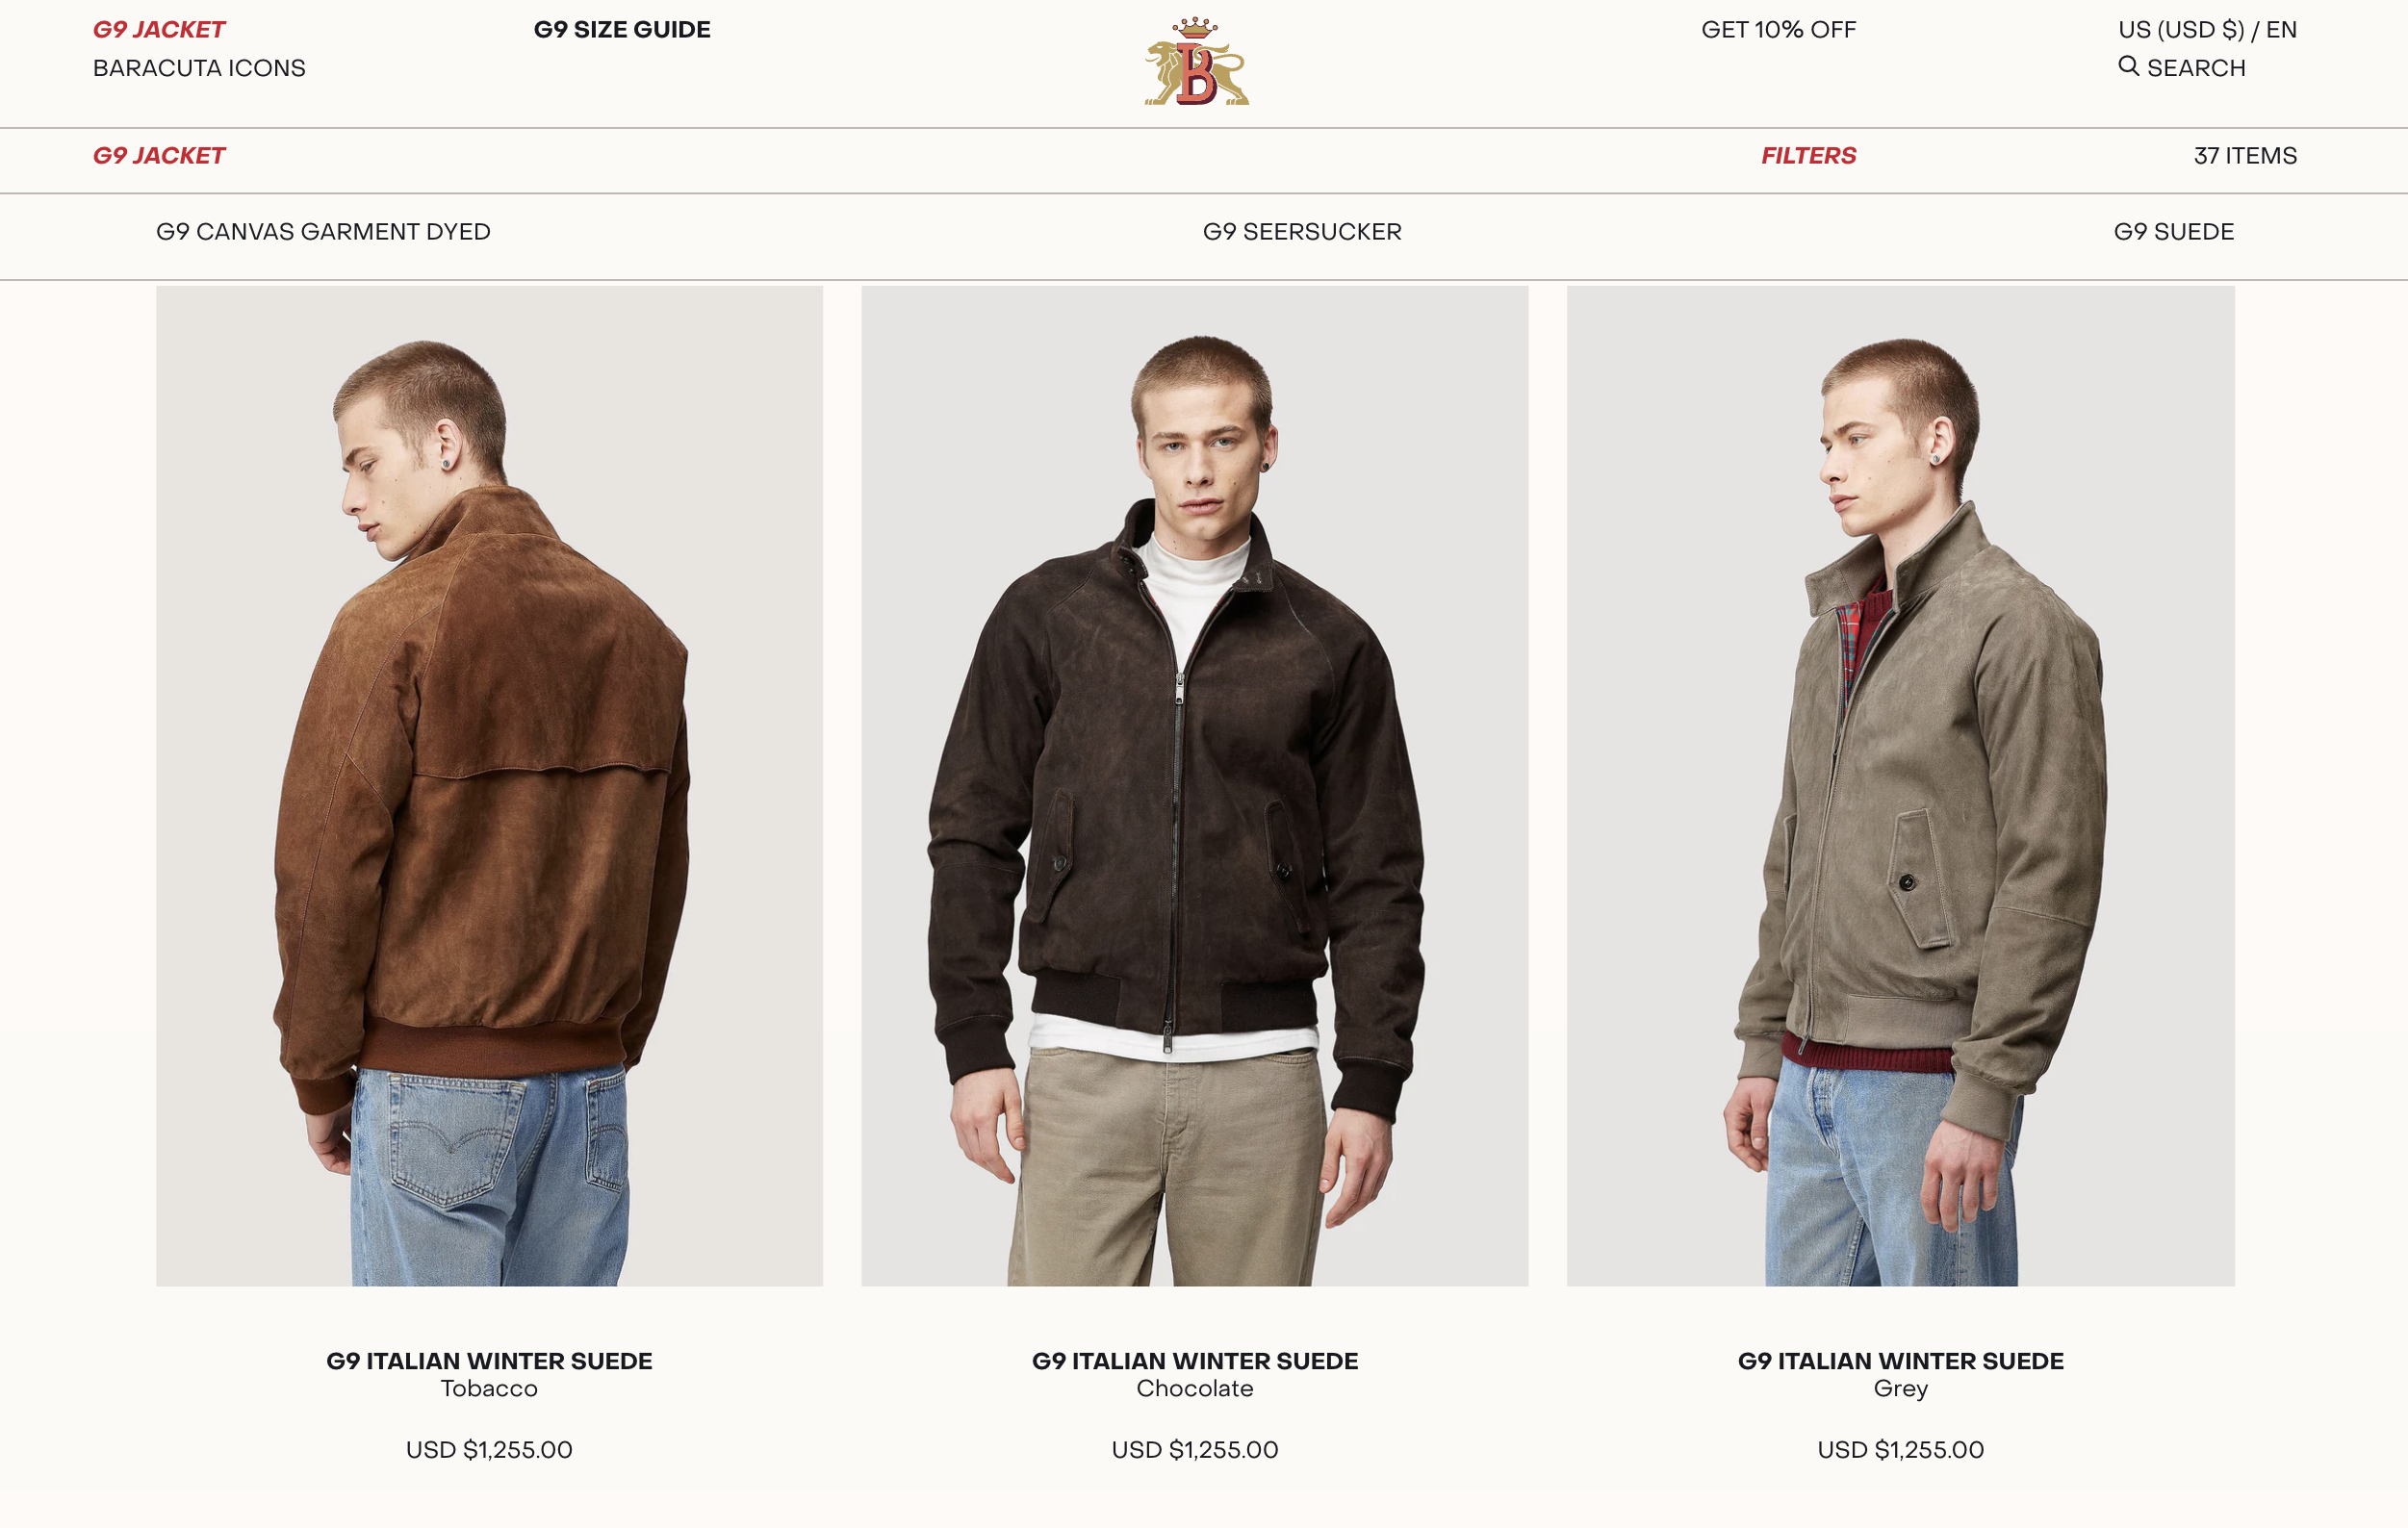 G9 JACKET
BARACUTA ICONS
G9 SIZE GUIDE
B
GET 10% OFF
US (USD $) / EN
SEARCH
G9 JACKET
FILTERS
37 ITEMS
G9 CANVAS GARMENT DYED
G9 SEERSUCKER
G9 SUEDE
G9 ITALIAN WINTER SUEDE
Tobacco
USD $1,255.00
G9 ITALIAN WINTER SUEDE
Chocolate
USD $1,255.00
G9 ITALIAN WINTER SUEDE
Grey
USD $1,255.00